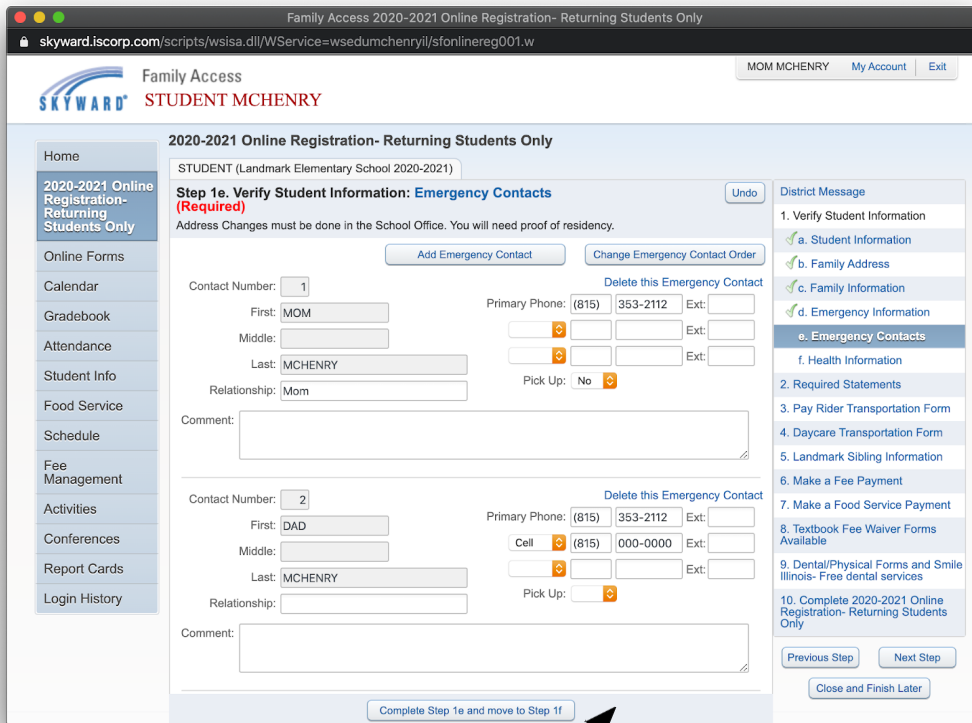 Family Access 2020-2021 Online Registration- Returning Students Only
skyward.iscorp.com/scripts/wsisa.dll/WService=wsedumchenryil/sfonlinereg001.w
SKYWARD®
Family Access
STUDENT MCHENRY
MOM MCHENRY My Account Exit
Home
2020-2021 Online
Registration-
Returning
Students Only
Online Forms
Calendar
Gradebook
Attendance
Student Info
Food Service
Schedule
Fee
Management
Activities
Conferences
Report Cards
Login History
2020-2021 Online Registration- Returning Students Only
STUDENT (Landmark Elementary School 2020-2021)
Step 1e. Verify Student Information: Emergency Contacts
(Required)
Undo
Address Changes must be done in the School Office. You will need proof of residency.
Add Emergency Contact Change Emergency Contact Order
Delete this Emergency Contact
Contact Number: 1
First: MOM
Middle:
Last: MCHENRY
Relationship: Mom
Primary Phone: (815) 353-2112 Ext:
Ext:
Ext:
Pick Up: No
Comment:
Delete this Emergency Contact
Contact Number: 2
First: DAD
Middle:
Last: MCHENRY
Relationship:
Primary Phone: (815) 353-2112 Ext:
Cell (815) 000-0000 Ext:
Ext:
Pick Up:
Comment:
Complete Step 1e and move to Step 1f
District Message
1. Verify Student Information
a. Student Information
b. Family Address
c. Family Information
d. Emergency Information
e. Emergency Contacts
f. Health Information
2. Required Statements
3. Pay Rider Transportation Form
4. Daycare Transportation Form
5. Landmark Sibling Information
6. Make a Fee Payment
7. Make a Food Service Payment
8. Textbook Fee Waiver Forms
Available
9. Dental/Physical Forms and Smile
Illinois- Free dental services
10. Complete 2020-2021 Online
Registration- Returning Students
Only
Previous Step Next Step
Close and Finish Later